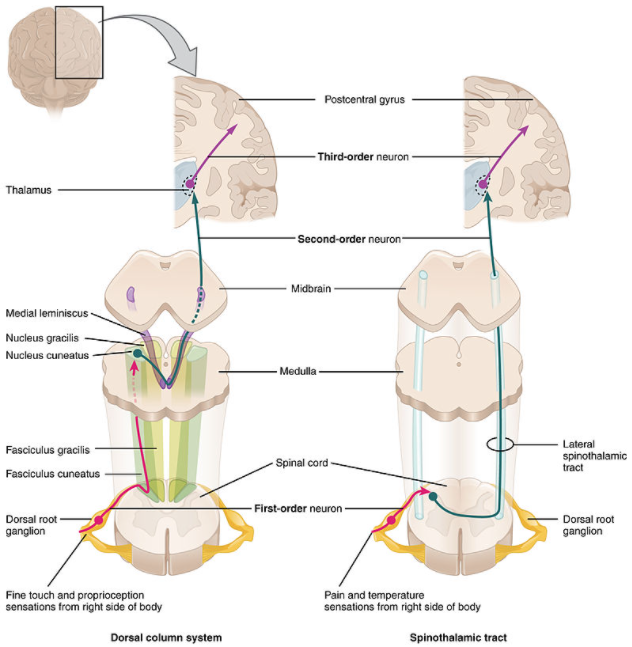 Postcentral gyrus
Third-order neuron
Thalamus
Second-order neuron
Midbrain
Medial leminiscus
Nucleus gracilis
Nucleus cuneatus
Medulla
Fasciculus gracilis
Fasciculus cuneatus
Lateral
spinothalamic
tract
Spinal cord
First-order neuron
Dorsal root
ganglion
Dorsal root
ganglion
Fine touch and proprioception
sensations from right side of body
Pain and temperature
sensations from right side of body
Dorsal column system
Spinothalamic tract